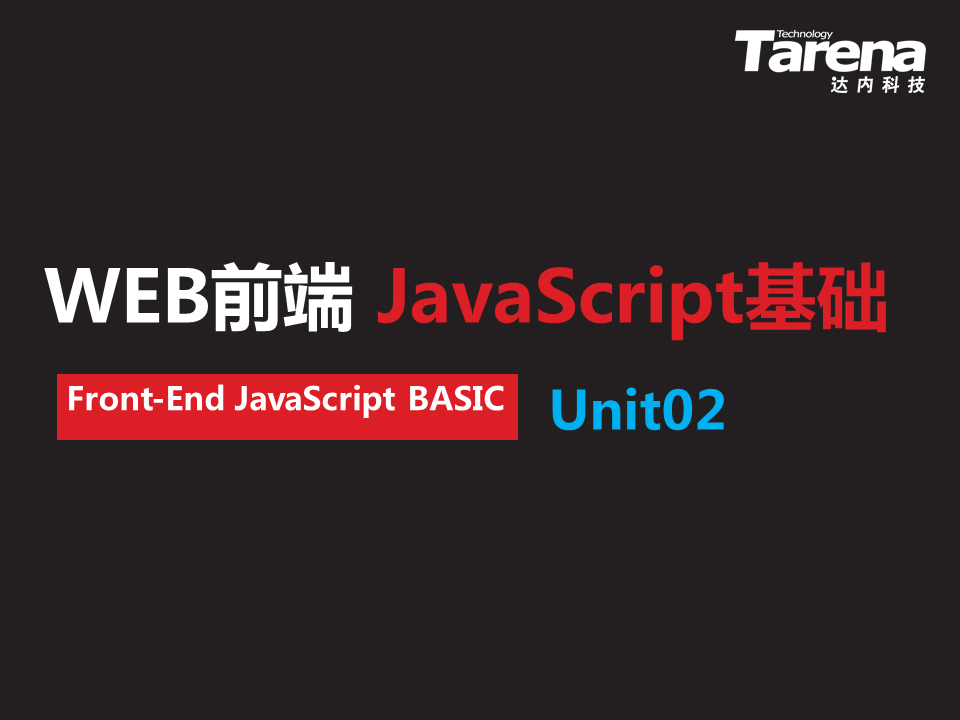 Technology
Tarena
达内科技
WEB前端 JavaScript基础
Front-End JavaScript BASIC
Unit02